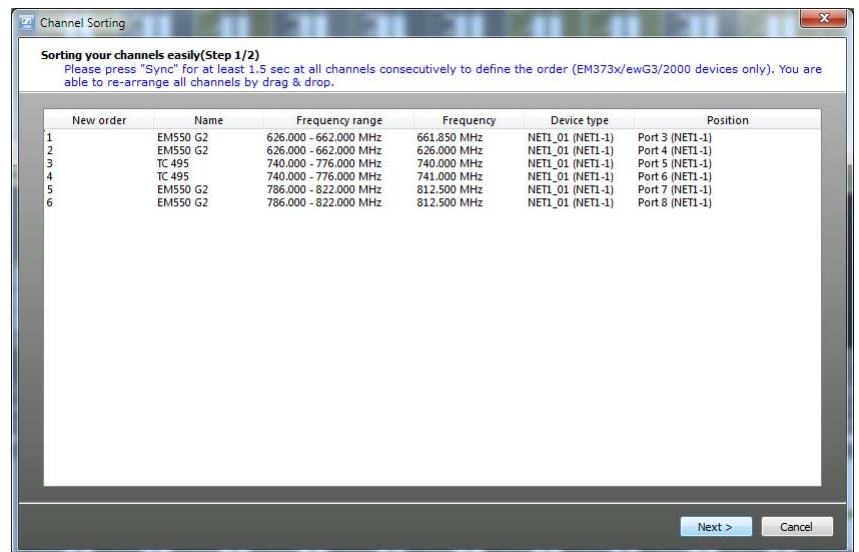 Channel Sorting
Sorting your channels easily(Step 1/2)
Please press "Sync" for at least 1.5 sec at all channels consecutively to define the order (EM373x/ewG3/2000 devices only). You are
able to re-arrange all channels by drag & drop.
New order Name Frequency range Frequency Device type Position
1 EM550 G2 626.000 - 662.000 MHz 661.850 MHz NET1_01 (NET1-1) Port 3 (NET1-1)
2 EM550 G2 626.000 - 662.000 MHz 626.000 MHz NET1_01 (NET1-1) Port 4 (NET1-1)
3 TC 495 740.000 - 776.000 MHz 740.000 MHz NET1_01 (NET1-1) Port 5 (NET1-1)
4 TC 495 740.000 - 776.000 MHz 741.000 MHz NET1_01 (NET1-1) Port 6 (NET1-1)
5 EM550 G2 786.000 - 822.000 MHz 812.500 MHz NET1_01 (NET1-1) Port 7 (NET1-1)
6 EM550 G2 786.000 - 822.000 MHz 812.500 MHz NET1_01 (NET1-1) Port 8 (NET1-1)
Next > Cancel